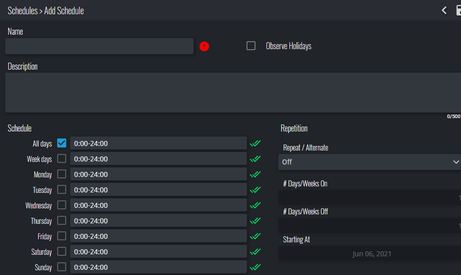 Schedules > Add Schedule
Name
Observe Holidays
Description
0/500
Schedule
Repetition
All days 0:00-24:00
Repeat / Alternate
Week days 0:00-24:00
Off
Monday 0:00-24:00
# Days/Weeks On
Tuesday 0:00-24:00
Wednesday 0:00-24:00
# Days/Weeks Off
Thursday 0:00-24:00
Friday 0:00-24:00
Starting At
Saturday 0:00-24:00
Jun 06, 2021
Sunday 0:00-24:00